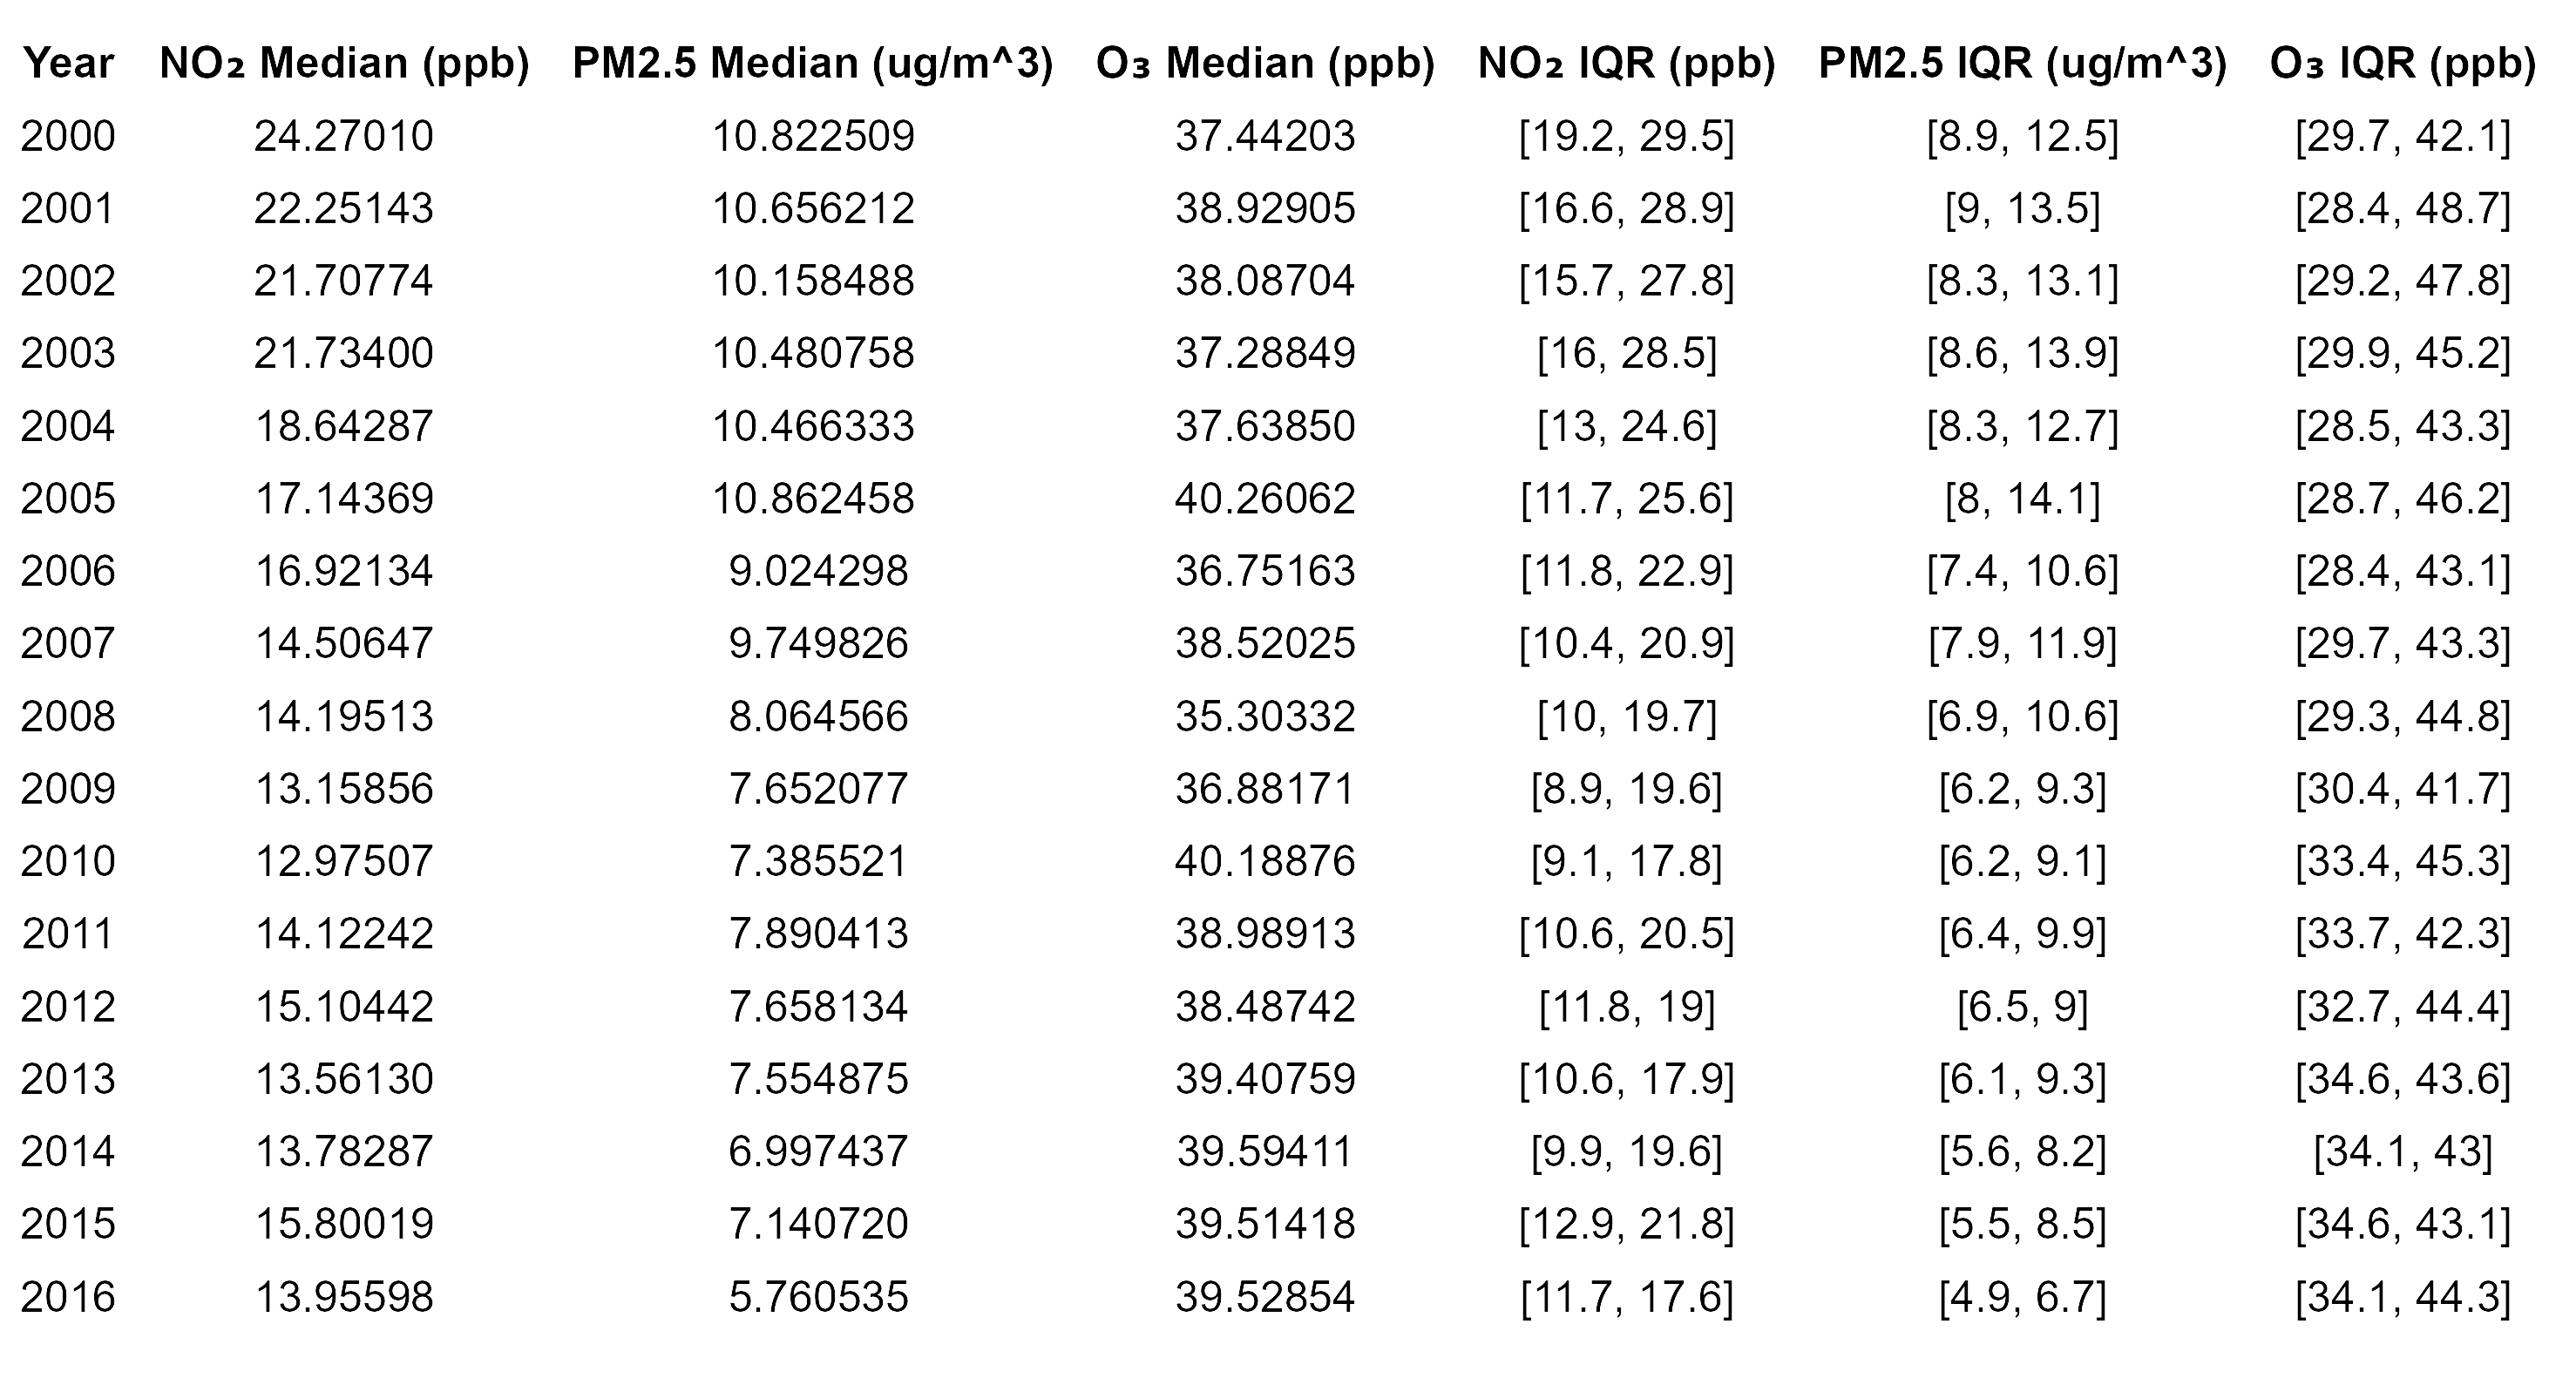 Year NO₂ Median (ppb) PM2.5 Median (ug/m^3) O₃ Median (ppb) NO₂ IQR (ppb) PM2.5 IQR (ug/m^3) O₃ IQR (ppb)
2000 24.27010 10.822509 37.44203 [19.2, 29.5] [8.9, 12.5] [29.7, 42.1]
2001 22.25143 10.656212 38.92905 [16.6, 28.9] [9, 13.5] [28.4, 48.7]
2002 21.70774 10.158488 38.08704 [15.7, 27.8] [8.3, 13.1] [29.2, 47.8]
2003 21.73400 10.480758 37.28849 [16, 28.5] [8.6, 13.9] [29.9, 45.2]
2004 18.64287 10.466333 37.63850 [13, 24.6] [8.3, 12.7] [28.5, 43.3]
2005 17.14369 10.862458 40.26062 [11.7, 25.6] [8, 14.1] [28.7, 46.2]
2006 16.92134 9.024298 36.75163 [11.8, 22.9] [7.4, 10.6] [28.4, 43.1]
2007 14.50647 9.749826 38.52025 [10.4, 20.9] [7.9, 11.9] [29.7, 43.3]
2008 14.19513 8.064566 35.30332 [10, 19.7] [6.9, 10.6] [29.3, 44.8]
2009 13.15856 7.652077 36.88171 [8.9, 19.6] [6.2, 9.3] [30.4, 41.7]
2010 12.97507 7.385521 40.18876 [9.1, 17.8] [6.2, 9.1] [33.4, 45.3]
2011 14.12242 7.890413 38.98913 [10.6, 20.5] [6.4, 9.9] [33.7, 42.3]
2012 15.10442 7.658134 38.48742 [11.8, 19] [6.5, 9] [32.7, 44.4]
2013 13.56130 7.554875 39.40759 [10.6, 17.9] [6.1, 9.3] [34.6, 43.6]
2014 13.78287 6.997437 39.59411 [9.9, 19.6] [5.6, 8.2] [34.1, 43]
2015 15.80019 7.140720 39.51418 [12.9, 21.8] [5.5, 8.5] [34.6, 43.1]
2016 13.95598 5.760535 39.52854 [11.7, 17.6] [4.9, 6.7] [34.1, 44.3]